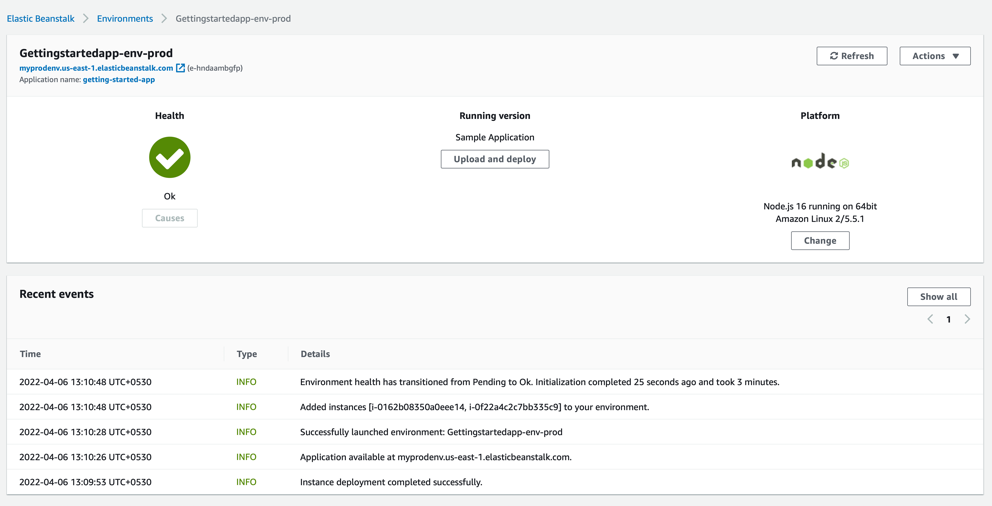 Elastic Beanstalk > Environments > Gettingstartedapp-env-prod
Gettingstartedapp-env-prod
myprodenv.us-east-1.elasticbeanstalk.com (e-hndaambgfp)
Application name: getting-started-app
Refresh
Actions
Health
Ok
Causes
Running version
Sample Application
Upload and deploy
Platform
node JS
Node.js 16 running on 64bit
Amazon Linux 2/5.5.1
Change
Recent events
Show all
1
Time Type Details
2022-04-06 13:10:48 UTC+0530 INFO Environment health has transitioned from Pending to Ok. Initialization completed 25 seconds ago and took 3 minutes.
2022-04-06 13:10:48 UTC+0530 INFO Added instances [i-0162b08350a0eee14, i-0f22a4c2c7bb335c9] to your environment.
2022-04-06 13:10:28 UTC+0530 INFO Successfully launched environment: Gettingstartedapp-env-prod
2022-04-06 13:10:26 UTC+0530 INFO Application available at myprodenv.us-east-1.elasticbeanstalk.com.
2022-04-06 13:09:53 UTC+0530 INFO Instance deployment completed successfully.